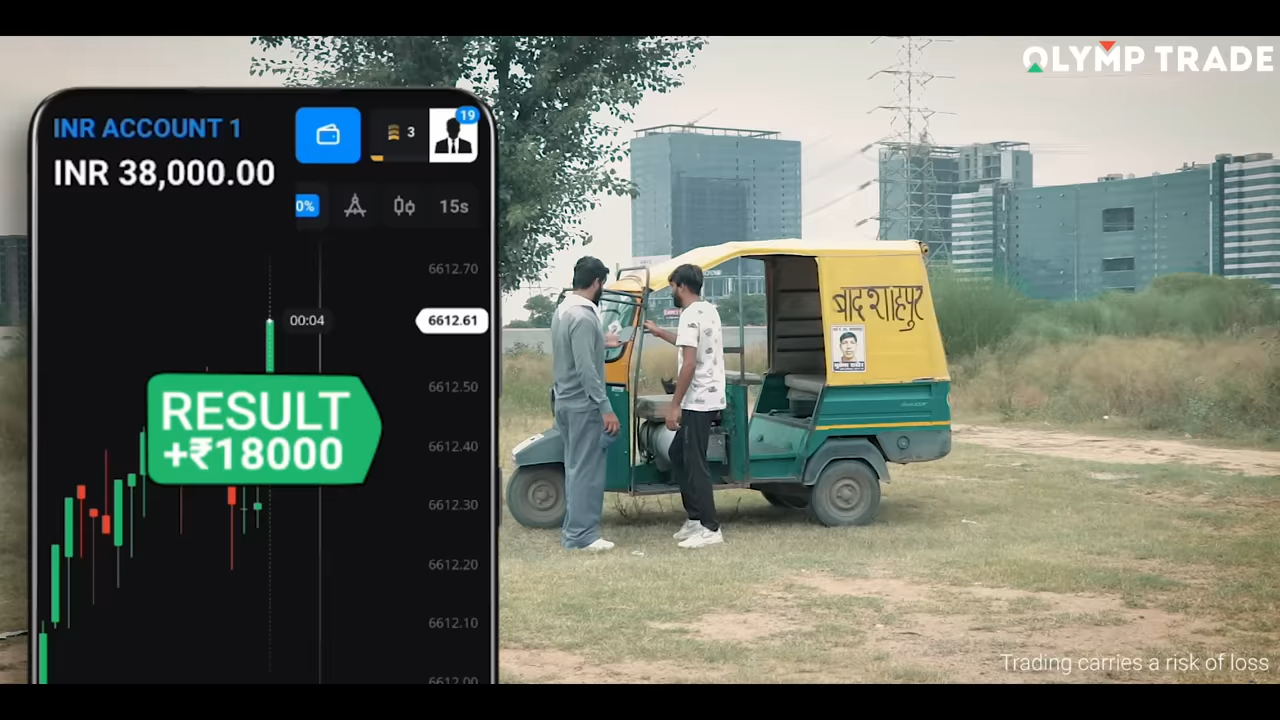 OLYMP TRADE
INR ACCOUNT 1
INR 38,000.00
3
19
0%
15s
6612.70
00:04
6612.61
6612.50
6612.40
6612.30
6612.20
6612.10
6612.00
RESULT
+₹18000
बादशाहपुर
Trading carries a risk of loss